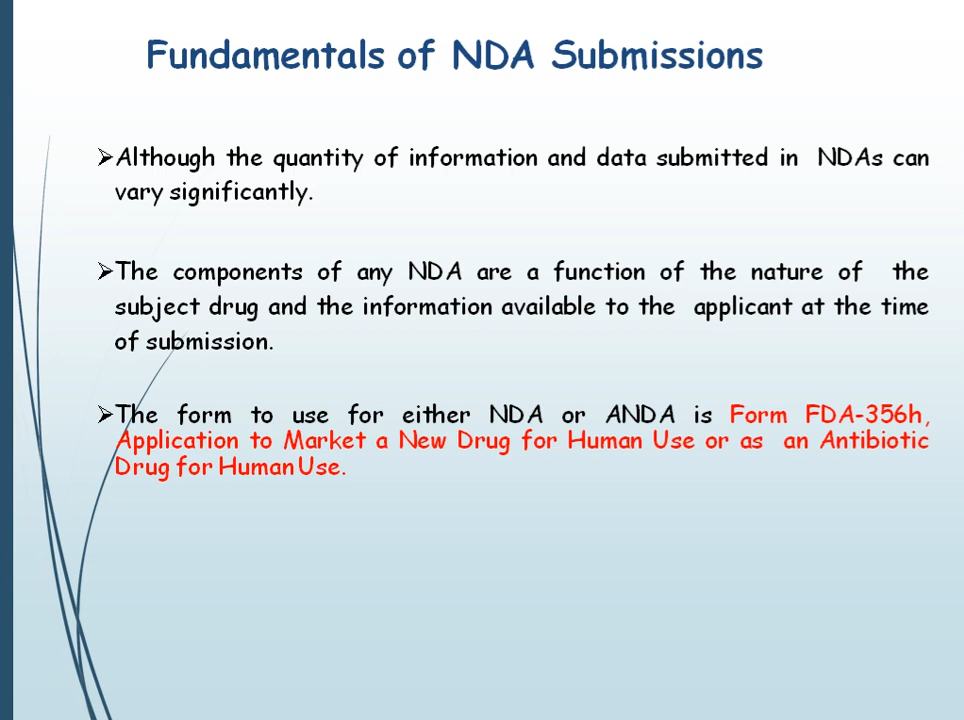 Fundamentals of NDA Submissions
➢Although the quantity of information and data submitted in NDAs can
vary significantly.
➢The components of any NDA are a function of the nature of the
subject drug and the information available to the applicant at the time
of submission.
➢The form to use for either NDA or ANDA is Form FDA-356h,
Application to Market a New Drug for Human Use or as an Antibiotic
Drug for Human Use.